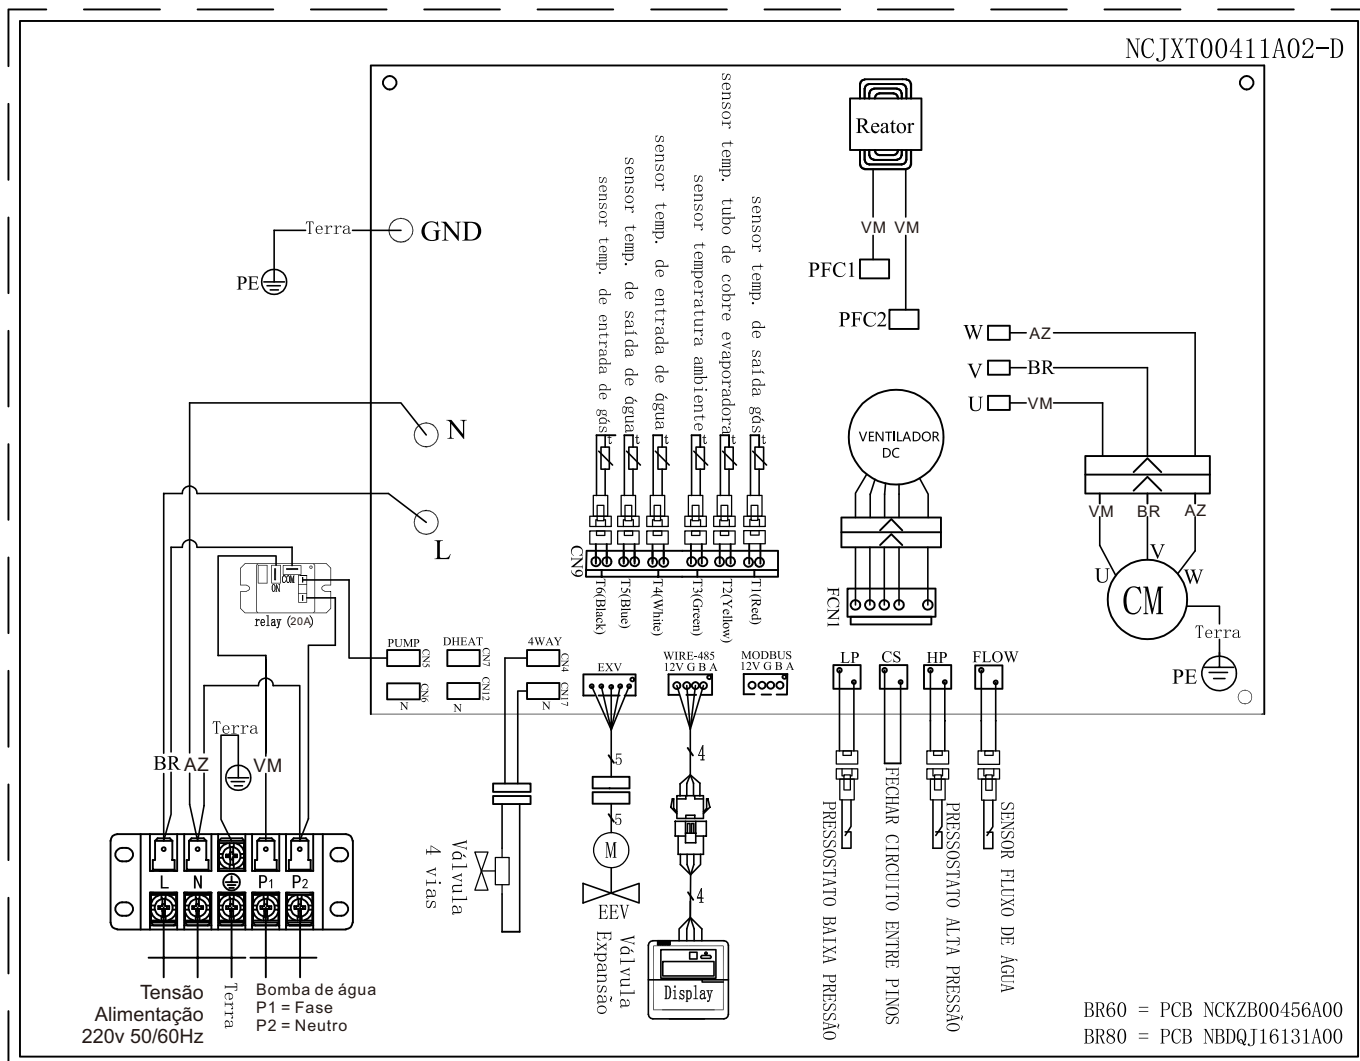 NCJXT00411A02-D
Reator
VM VM
PFC1
PFC2
Terra
GND
PE
sensor temp. de entrada de gás
sensor temp. de saída de água
sensor temp. de entrada de água
sensor temperatura ambiente
sensor temp. tubo de cobre evaporadora
sensor temp. de saída gás
t t t t t t
W AZ
V BR
U VM
N
L
VENTILADOR
DC
VM BR AZ
U V W
CM
Terra
PE
CN9
T6(Black)
T5(Blue)
T4(White)
T3(Green)
T2(Yellow)
T1(Red)
FCN1
COM
ON
relay (20A)
PUMP DHEAT 4WAY
CN5 CN7 CN4
CN6 CN12 CN17
N N N
EXV
WIRE-485
12V G B A
MODBUS
12V G B A
LP CS HP FLOW
Terra
BR AZ VM
5
5
4
4
M
EEV
Válvula
Expansão
Válvula
4 vias
Display
PRESSOSTATO BAIXA PRESSÃO
FECHAR CIRCUITO ENTRE PINOS
PRESSOSTATO ALTA PRESSÃO
SENSOR FLUXO DE ÁGUA
L N P1 P2
Tensão
Alimentação
220v 50/60Hz
Terra
Bomba de água
P1 = Fase
P2 = Neutro
BR60 = PCB NCKZB00456A00
BR80 = PCB NBDQJ16131A00